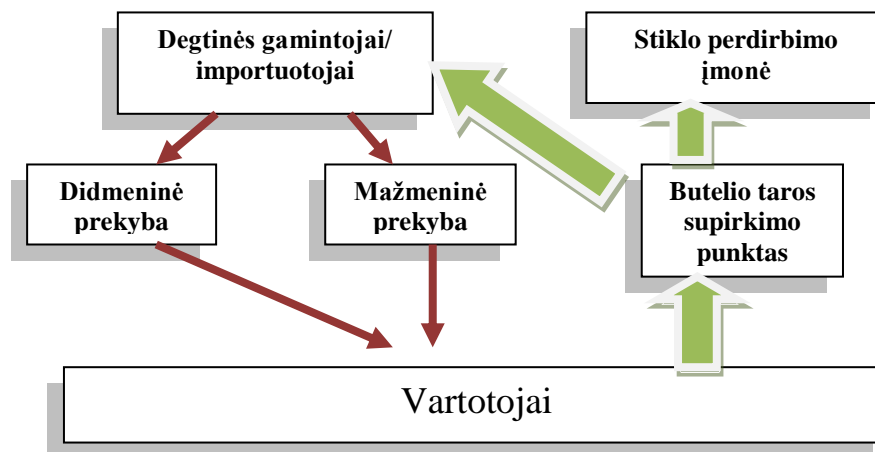 Degtinės gamintojai/
importuotojai
Stiklo perdirbimo
įmonė
Didmeninė
prekyba
Mažmeninė
prekyba
Butelio taros
supirkimo
punktas
Vartotojai